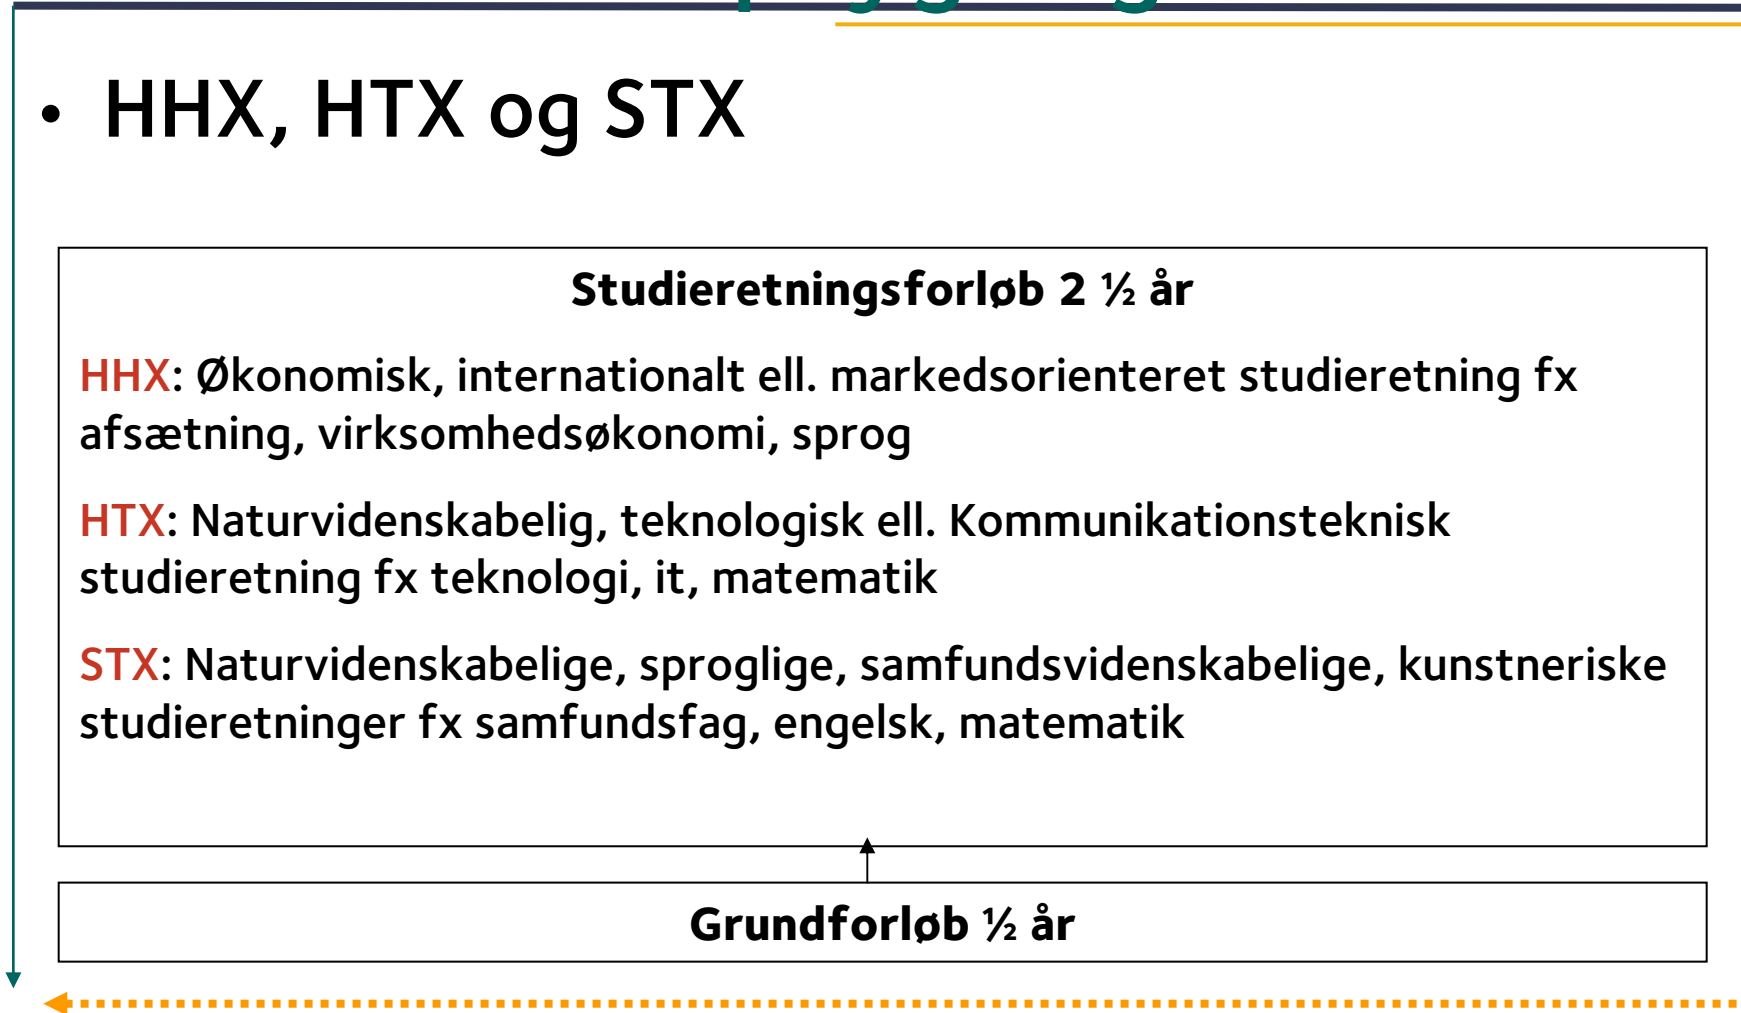 • HHX, HTX og STX
Studieretningsforløb 2 ½ år
HHX: Økonomisk, internationalt ell. markedsorienteret studieretning fx
afsætning, virksomhedsøkonomi, sprog
HTX: Naturvidenskabelig, teknologisk ell. Kommunikationsteknisk
studieretning fx teknologi, it, matematik
STX: Naturvidenskabelige, sproglige, samfundsvidenskabelige, kunstneriske
studieretninger fx samfundsfag, engelsk, matematik
Grundforløb ½ år